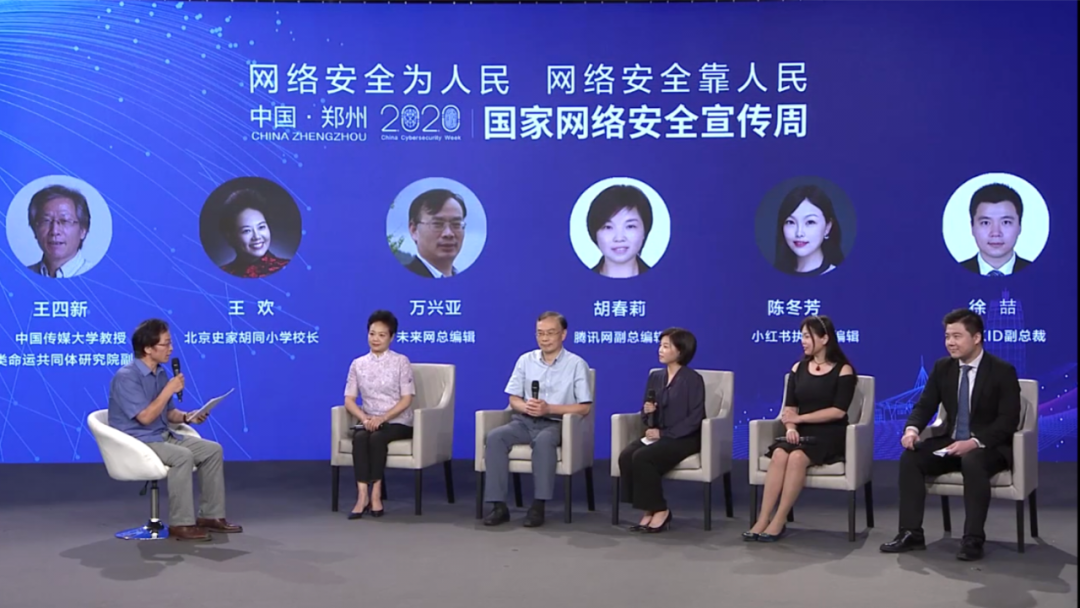 网络安全为人民 网络安全靠人民
中国·郑州 2020 国家网络安全宣传周
CHINA ZHENGZHOU China Cybersecurity Week
王四新 王欢 万兴亚 胡春莉 陈冬芳 徐喆
中国传媒大学教授 北京史家胡同小学校长 未来网总编辑 腾讯网副总编辑 小红书执 编辑 KID副总裁
类命运共同体研究院副